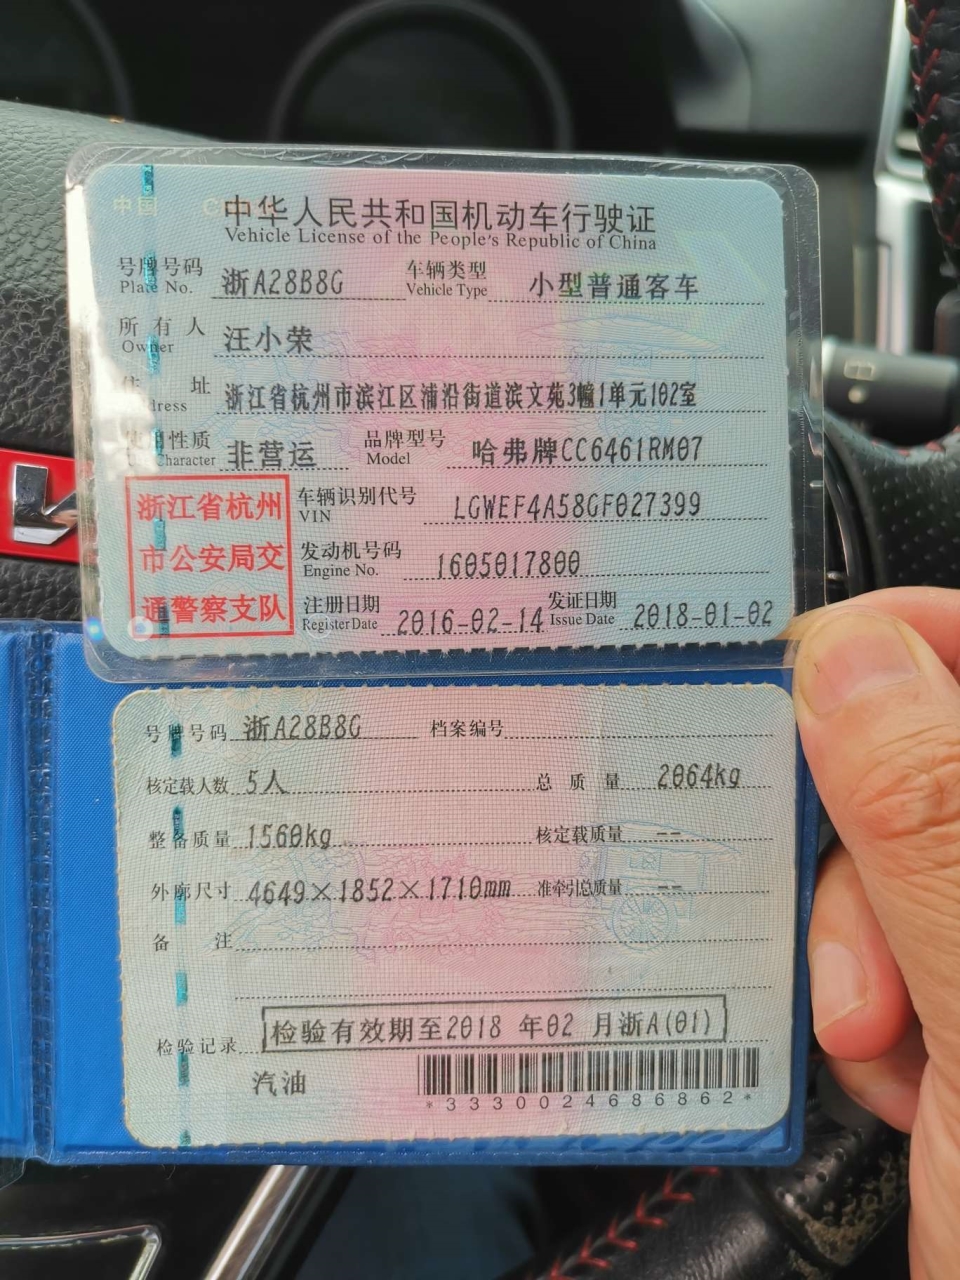 中国
中华人民共和国机动车行驶证
Vehicle License of the People's Republic of China
号牌号码 浙A28B8G 车辆类型 小型普通客车
Plate No. Vehicle Type
所有人 汪小荣
Owner
住址 浙江省杭州市滨江区浦沿街道滨文苑3幢1单元102室
使用性质 非营运 品牌型号 哈弗牌CC6461RM07
Character Model
浙江省杭州
市公安局交
通警察支队
车辆识别代号 LGWEF4A58GF027399
VIN
发动机号码 1605017800
Engine No.
注册日期 2016-02-14 发证日期 2018-01-02
Register Date Issue Date
号牌号码 浙A28B8G 档案编号
核定载人数 5人 总质量 2064kg
整备质量 1560kg 核定载质量 --
外廓尺寸 4649×1852×1710mm 准牵引总质量 --
备注
检验记录 检验有效期至2018 年02 月浙A(01)
汽油
*3330024686862*